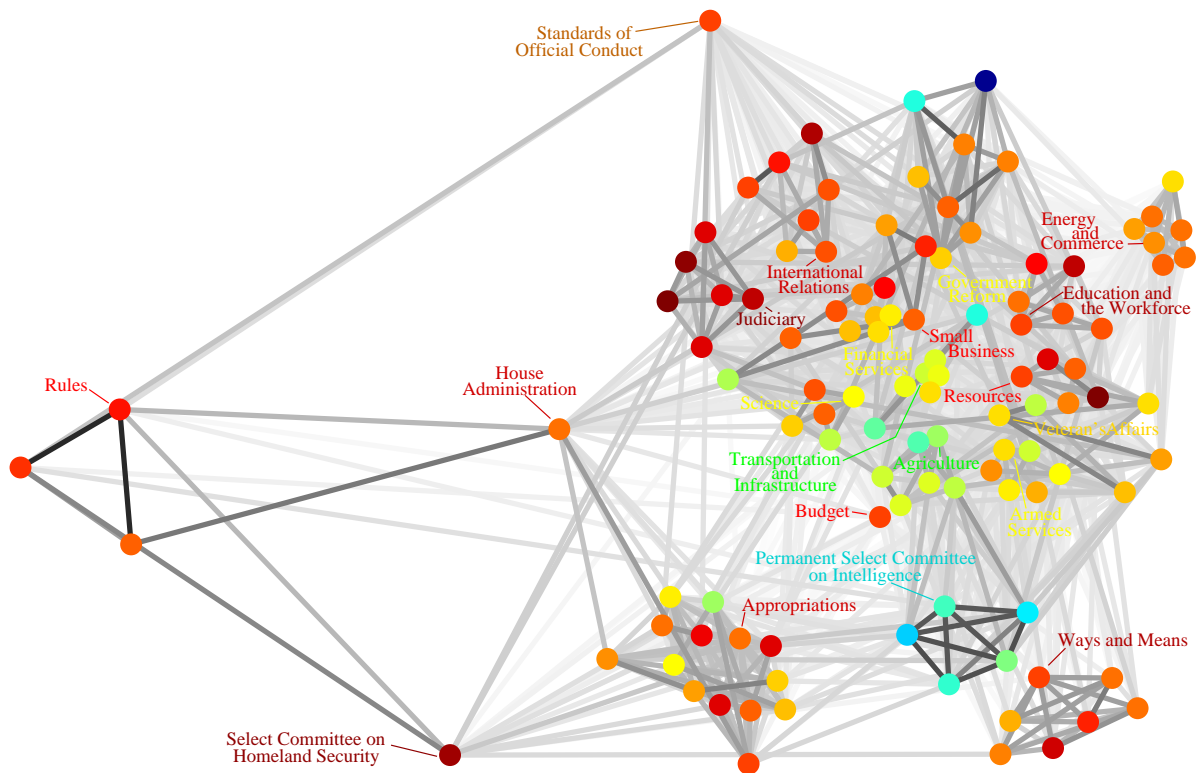 Standards of
Official Conduct
Energy
and
Commerce
International
Relations
Government
Reform
Education and
the Workforce
Judiciary
Small
Business
Financial
Services
House
Administration
Rules
Resources
Science
Veteran'sAffairs
Transportation
and
Infrastructure
Agriculture
Budget
Armed
Services
Permanent Select Committee
on Intelligence
Appropriations
Ways and Means
Select Committee on
Homeland Security